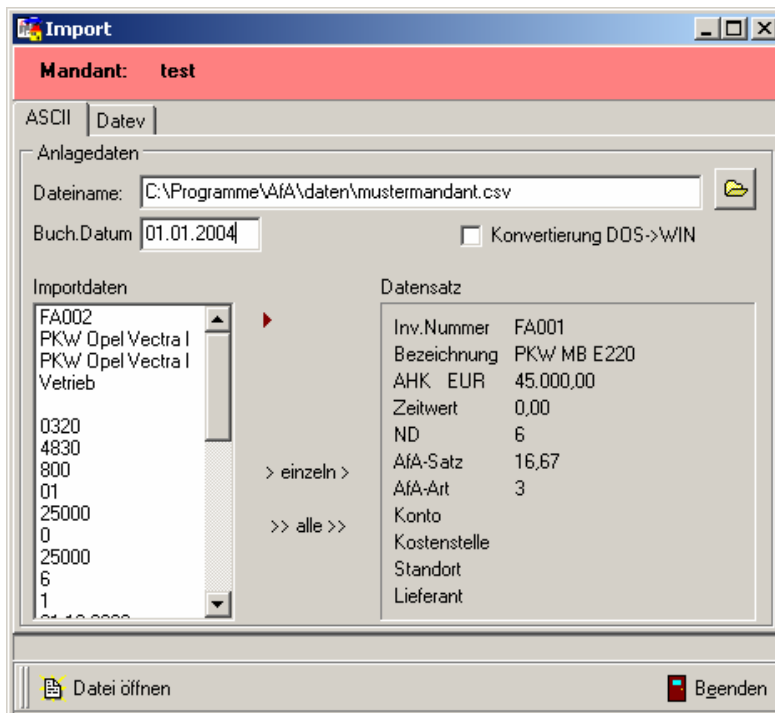 Import
Mandant: test
ASCII Datev
Anlagedaten
Dateiname: C:\Programme\AfA\daten\mustermandant.csv
Buch.Datum 01.01.2004
Konvertierung DOS->WIN
Importdaten
FA002
PKW Opel Vectra I
PKW Opel Vectra I
Vetrieb
0320
4830
800
01
25000
0
25000
6
1
> einzeln >
>> alle >>
Datensatz
Inv.Nummer FA001
Bezeichnung PKW MB E220
AHK EUR 45.000,00
Zeitwert 0,00
ND 6
AfA-Satz 16,67
AfA-Art 3
Konto
Kostenstelle
Standort
Lieferant
Datei öffnen
Beenden